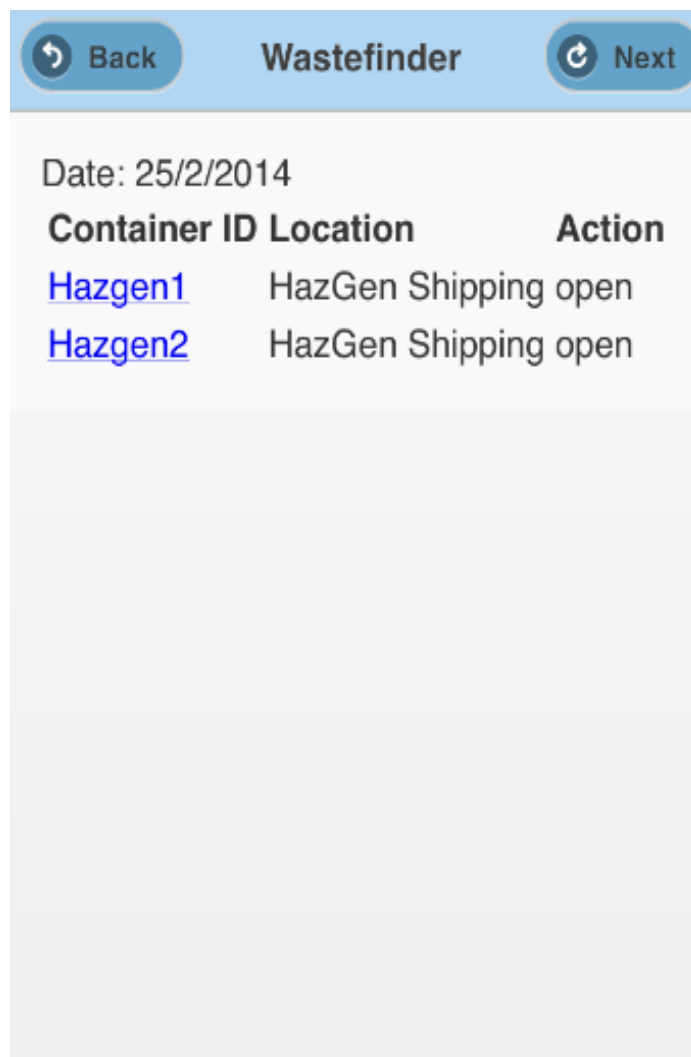 Back Wastefinder Next
Date: 25/2/2014
Container ID Location Action
Hazgen1 HazGen Shipping open
Hazgen2 HazGen Shipping open